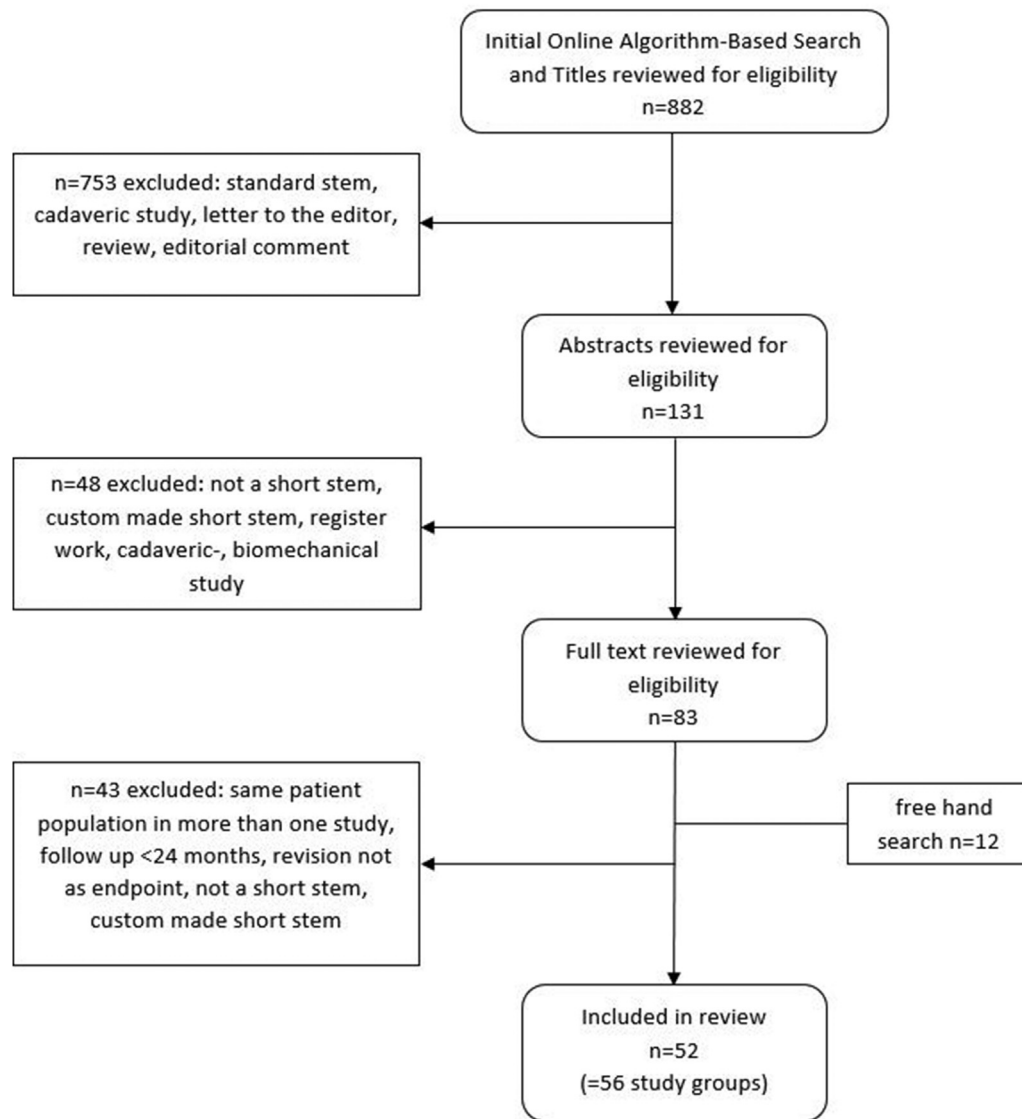 Initial Online Algorithm-Based Search
and Titles reviewed for eligibility
n=882
n=753 excluded: standard stem,
cadaveric study, letter to the editor,
review, editorial comment
Abstracts reviewed for
eligibility
n=131
n=48 excluded: not a short stem,
custom made short stem, register
work, cadaveric-, biomechanical
study
Full text reviewed for
eligibility
n=83
n=43 excluded: same patient
population in more than one study,
follow up <24 months, revision not
as endpoint, not a short stem,
custom made short stem
free hand
search n=12
Included in review
n=52
(=56 study groups)